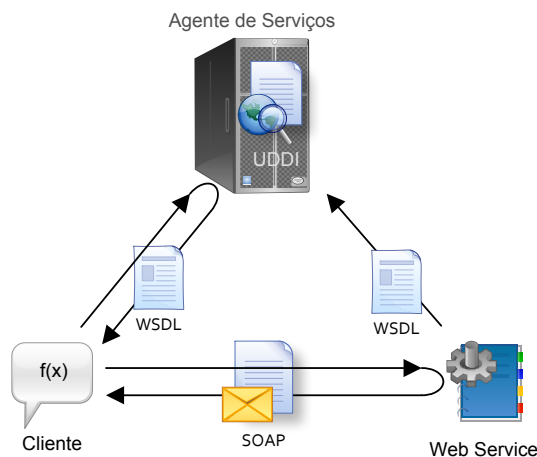 Agente de Serviços
UDDI
WSDL
WSDL
f(x)
SOAP
Cliente
Web Service